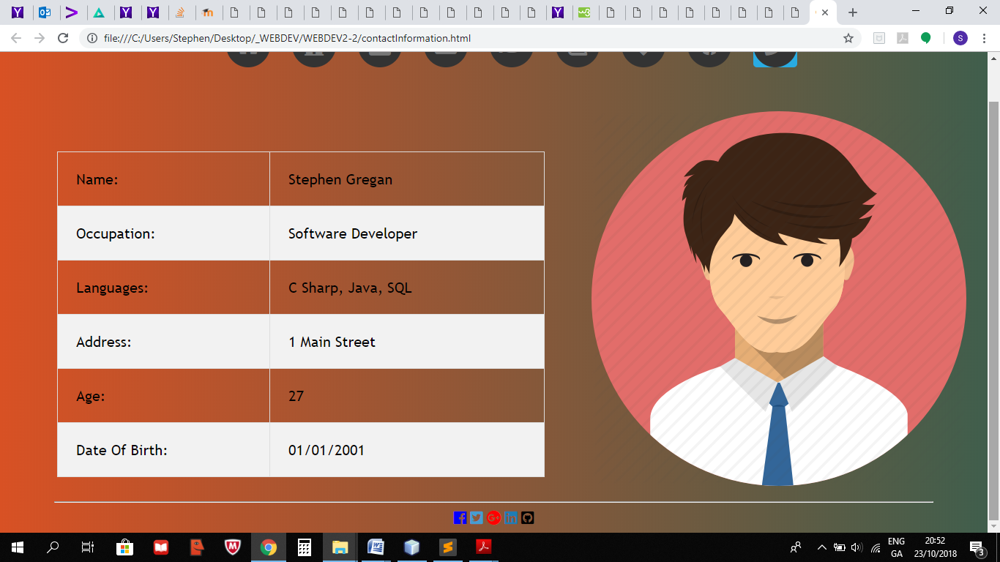 file:///C:/Users/Stephen/Desktop/_WEBDEV/WEBDEV2-2/contactInformation.html
S
Name: Stephen Gregan
Occupation: Software Developer
Languages: C Sharp, Java, SQL
Address: 1 Main Street
Age: 27
Date Of Birth: 01/01/2001
ENG 20:52
GA 23/10/2018 3